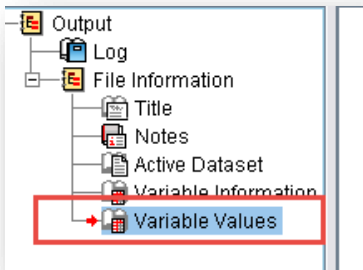 Output
Log
File Information
Title
Notes
Active Dataset
Variable Information
Variable Values